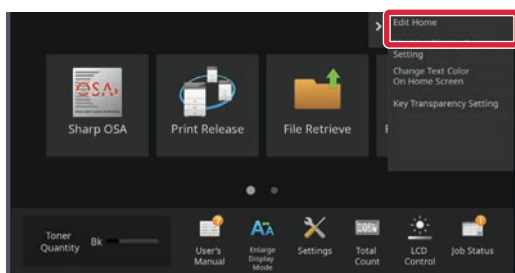 Edit Home
Setting
Change Text Color
On Home Screen
Key Transparency Setting
OSA
Sharp OSA
Print Release
File Retrieve
Toner
Quantity
Bk
User's
Manual
Enlarge
Display
Mode
Settings
Total
Count
LCD
Control
Job Status